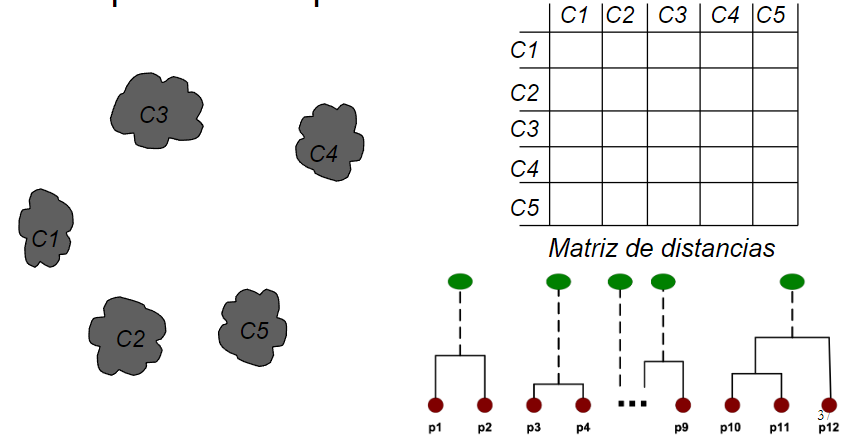 C3
C4
C1
C2
C5
C1 C2 C3 C4 C5
C1
C2
C3
C4
C5
Matriz de distancias
...
p1 p2 p3 p4 p9 p10 p11 p12